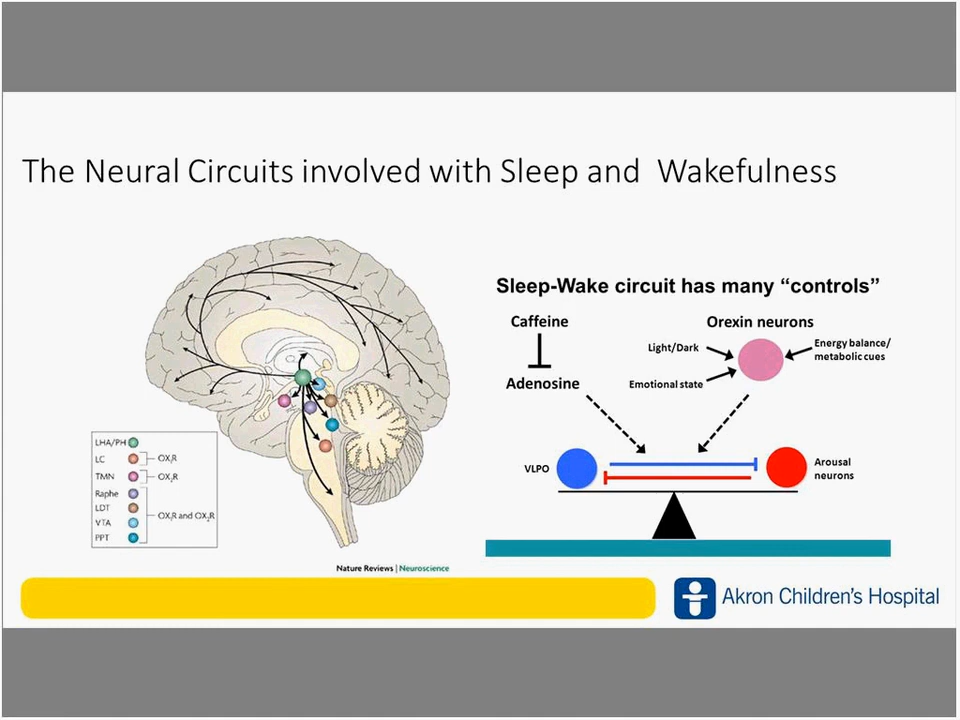 The Neural Circuits involved with Sleep and Wakefulness
LHA/PH
LC
OX₁R
TMN
OX₂R
Raphe
LDT
OX₁R and OX₂R
VTA
PPT
Nature Reviews | Neuroscience
Sleep-Wake circuit has many “controls”
Caffeine
Adenosine
Orexin neurons
Light/Dark
Energy balance/
metabolic cues
Emotional state
VLPO
Arousal
neurons
Akron Children’s Hospital